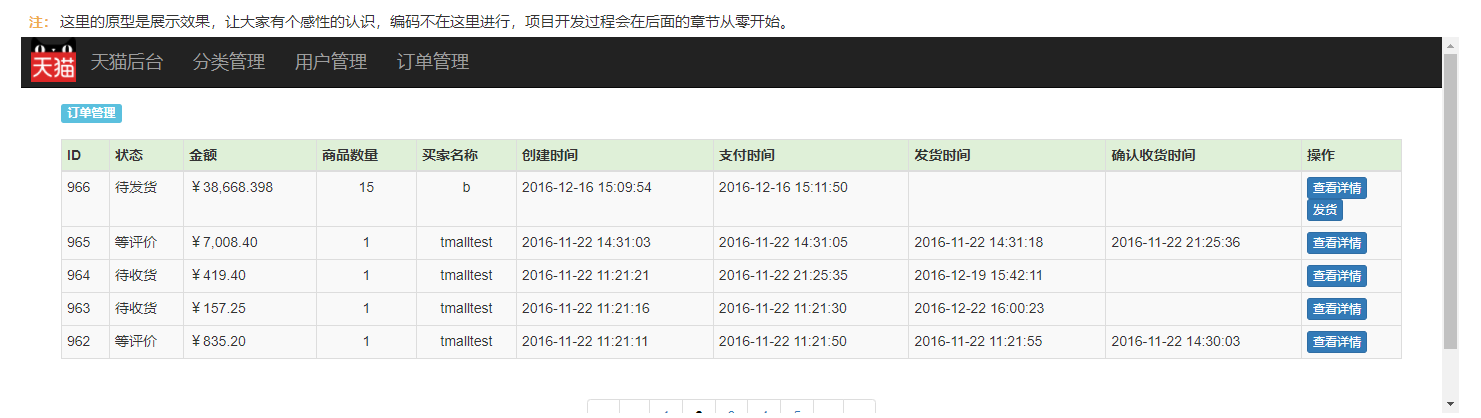 注： 这里的原型是展示效果，让大家有个感性的认识，编码不在这里进行，项目开发过程会在后面的章节从零开始。
天猫 天猫后台 分类管理 用户管理 订单管理
订单管理
ID 状态 金额 商品数量 买家名称 创建时间 支付时间 发货时间 确认收货时间 操作
966 待发货 ￥38,668.398 15 b 2016-12-16 15:09:54 2016-12-16 15:11:50 查看详情
发货
965 等评价 ￥7,008.40 1 tmalltest 2016-11-22 14:31:03 2016-11-22 14:31:05 2016-11-22 14:31:18 2016-11-22 21:25:36 查看详情
964 待收货 ￥419.40 1 tmalltest 2016-11-22 11:21:21 2016-11-22 21:25:35 2016-12-19 15:42:11 查看详情
963 待收货 ￥157.25 1 tmalltest 2016-11-22 11:21:16 2016-11-22 11:21:30 2016-12-22 16:00:23 查看详情
962 等评价 ￥835.20 1 tmalltest 2016-11-22 11:21:11 2016-11-22 11:21:50 2016-11-22 11:21:55 2016-11-22 14:30:03 查看详情